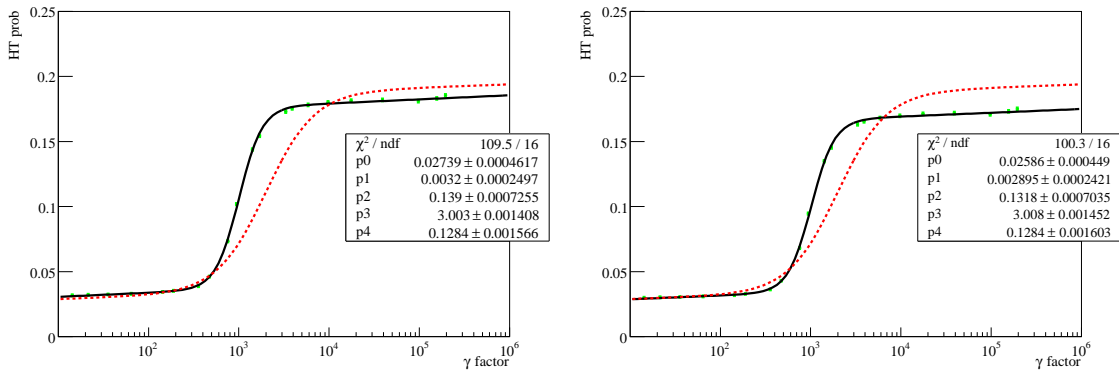 HT prob
0.25
0.2
0.15
0.1
0.05
0
10² 10³ 10⁴ 10⁵ 10⁶
γ factor
χ² / ndf 109.5 / 16
p0 0.02739 ± 0.0004617
p1 0.0032 ± 0.0002497
p2 0.139 ± 0.0007255
p3 3.003 ± 0.001408
p4 0.1284 ± 0.001566
HT prob
0.25
0.2
0.15
0.1
0.05
0
10² 10³ 10⁴ 10⁵ 10⁶
γ factor
χ² / ndf 100.3 / 16
p0 0.02586 ± 0.000449
p1 0.002895 ± 0.0002421
p2 0.1318 ± 0.0007035
p3 3.008 ± 0.001452
p4 0.1284 ± 0.001603